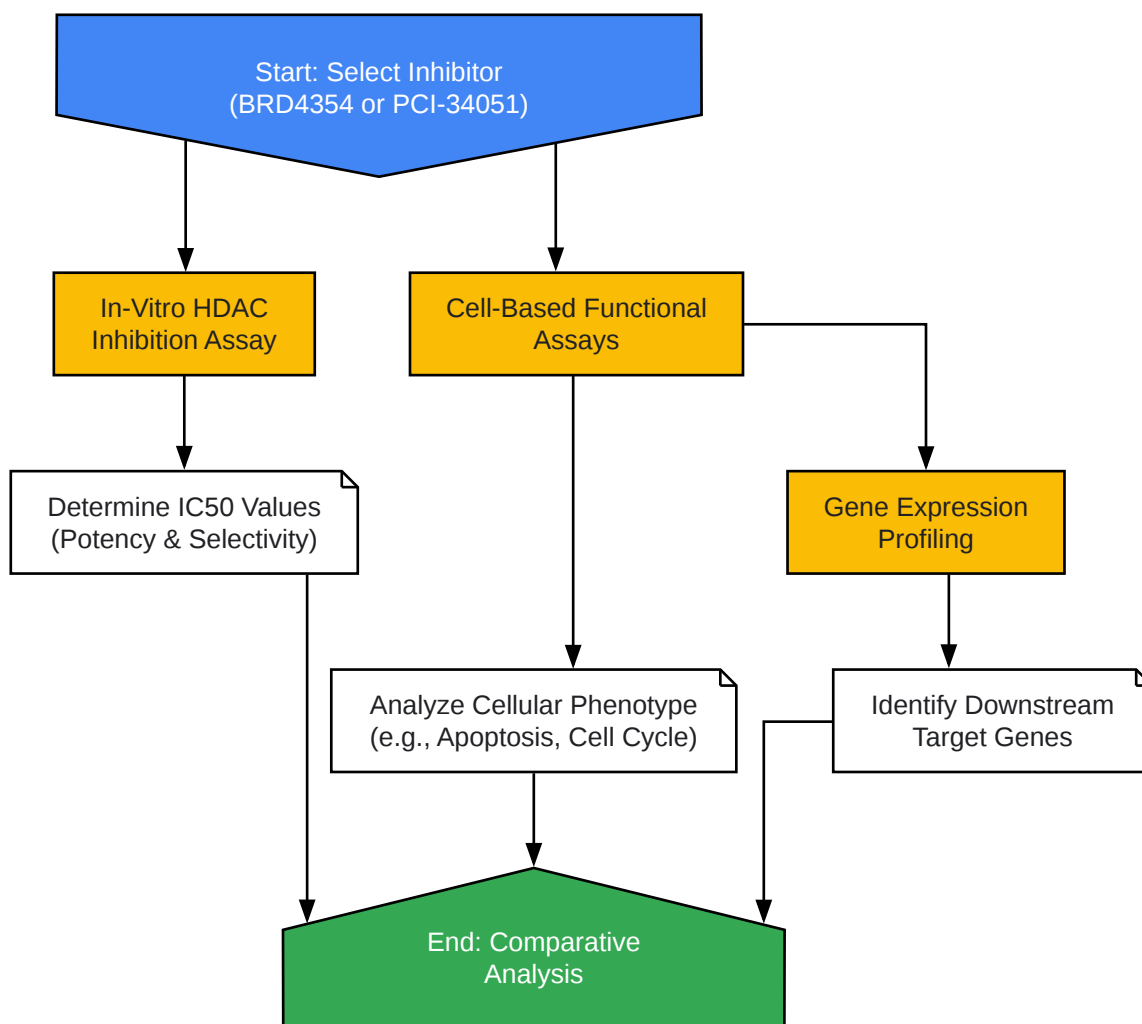 Start: Select Inhibitor
(BRD4354 or PCI-34051)
In-Vitro HDAC
Inhibition Assay
Cell-Based Functional
Assays
Determine IC50 Values
(Potency & Selectivity)
Gene Expression
Profiling
Analyze Cellular Phenotype
(e.g., Apoptosis, Cell Cycle)
Identify Downstream
Target Genes
End: Comparative
Analysis